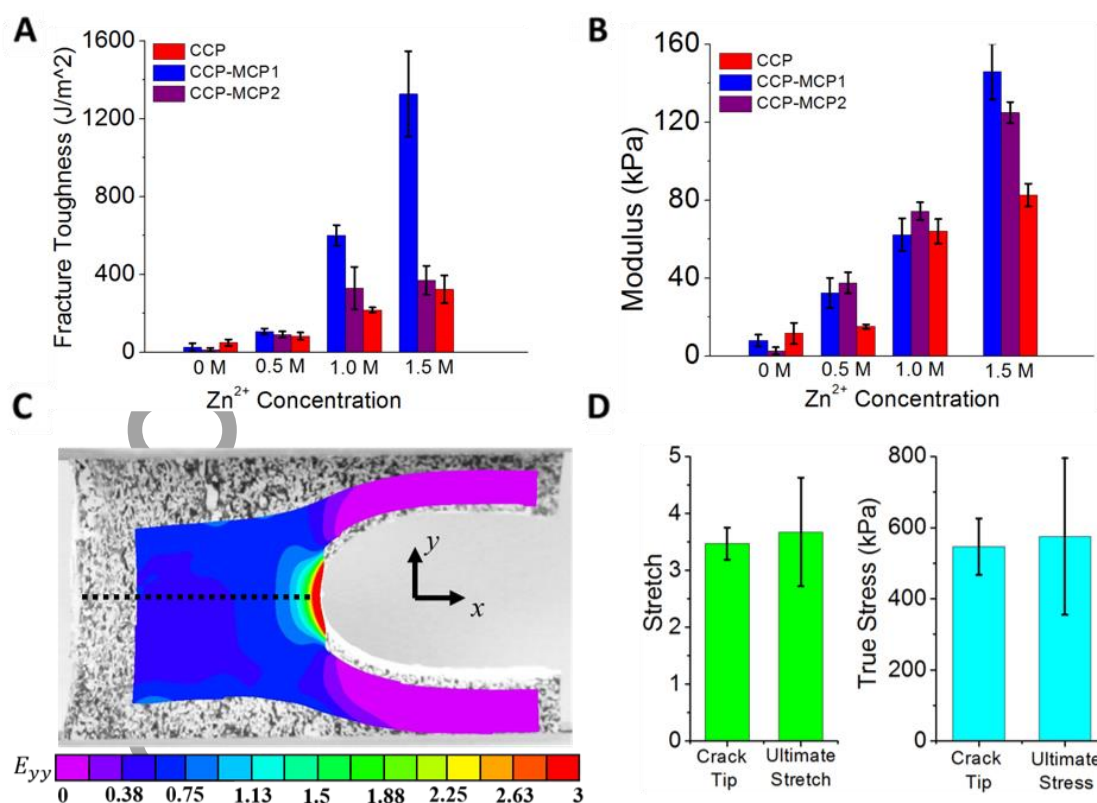 A
Fracture Toughness (J/m^2)
1600
1200
800
400
0
CCP
CCP-MCP1
CCP-MCP2
0 M
0.5 M
1.0 M
1.5 M
Zn2+ Concentration
B
Modulus (kPa)
160
120
80
40
0
CCP
CCP-MCP1
CCP-MCP2
0 M
0.5 M
1.0 M
1.5 M
Zn2+ Concentration
C
y
x
Eyy
0 0.38 0.75 1.13 1.5 1.88 2.25 2.63 3
D
Stretch
5
4
3
2
1
0
Crack Tip
Ultimate Stretch
True Stress (kPa)
800
600
400
200
0
Crack Tip
Ultimate Stress